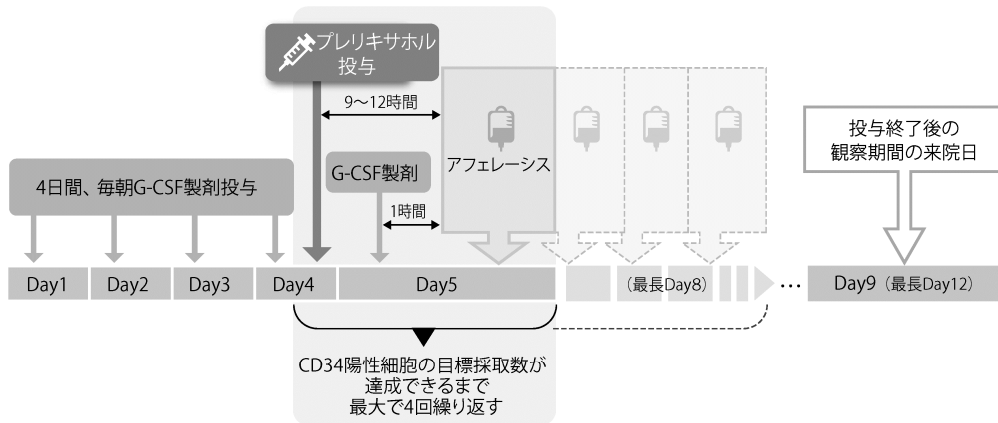 プレリキサホル
投与
9～12時間
G-CSF製剤
1時間
アフェレーシス
投与終了後の
観察期間の来院日
4日間、毎朝G-CSF製剤投与
Day1
Day2
Day3
Day4
Day5
（最長Day8）
…
Day9（最長Day12）
CD34陽性細胞の目標採取数が
達成できるまで
最大で4回繰り返す